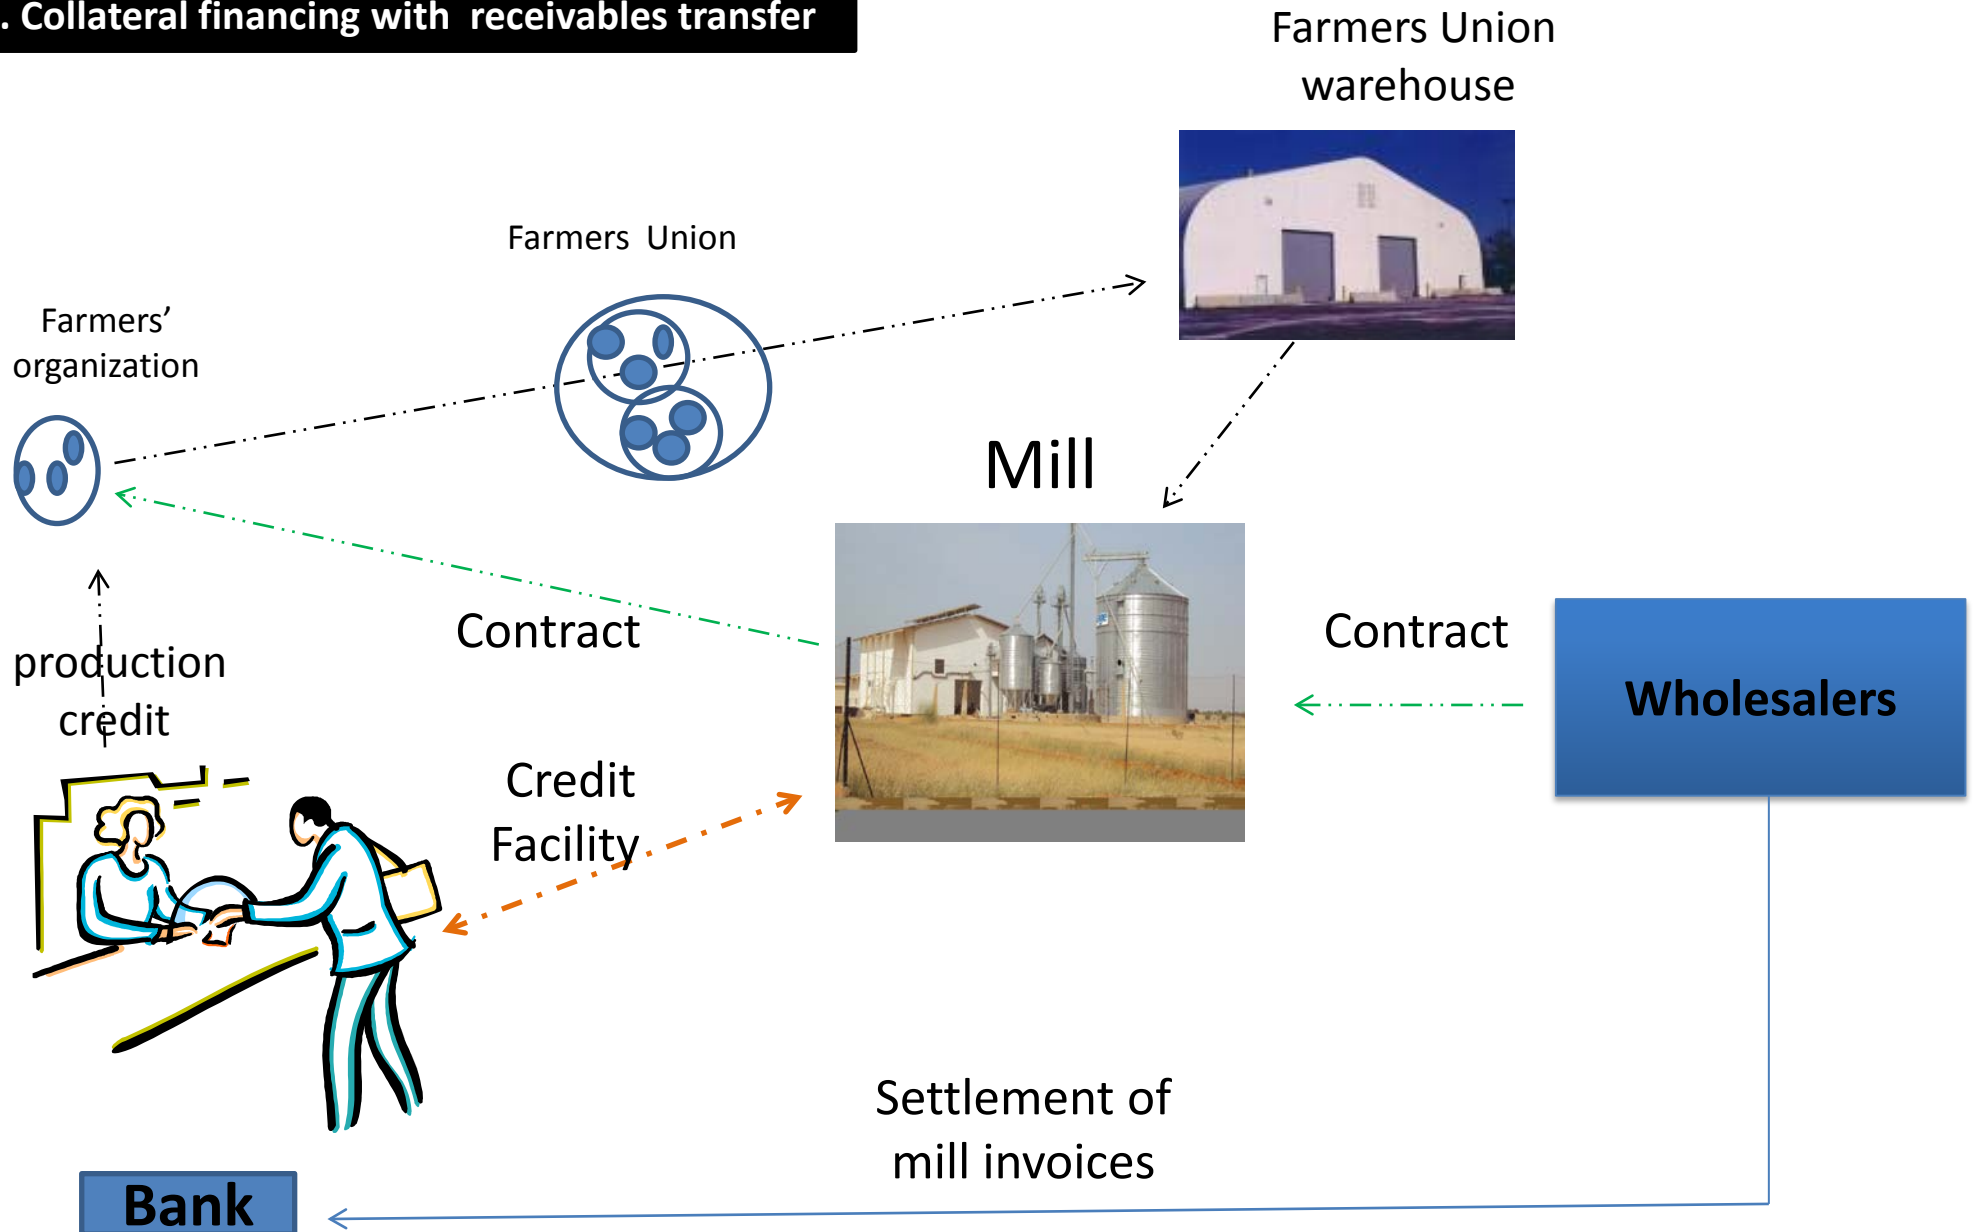 . Collateral financing with receivables transfer
Farmers Union
warehouse
Farmers Union
Farmers’
organization
Mill
Contract
Contract
Wholesalers
production
credit
Credit
Facility
Settlement of
mill invoices
Bank